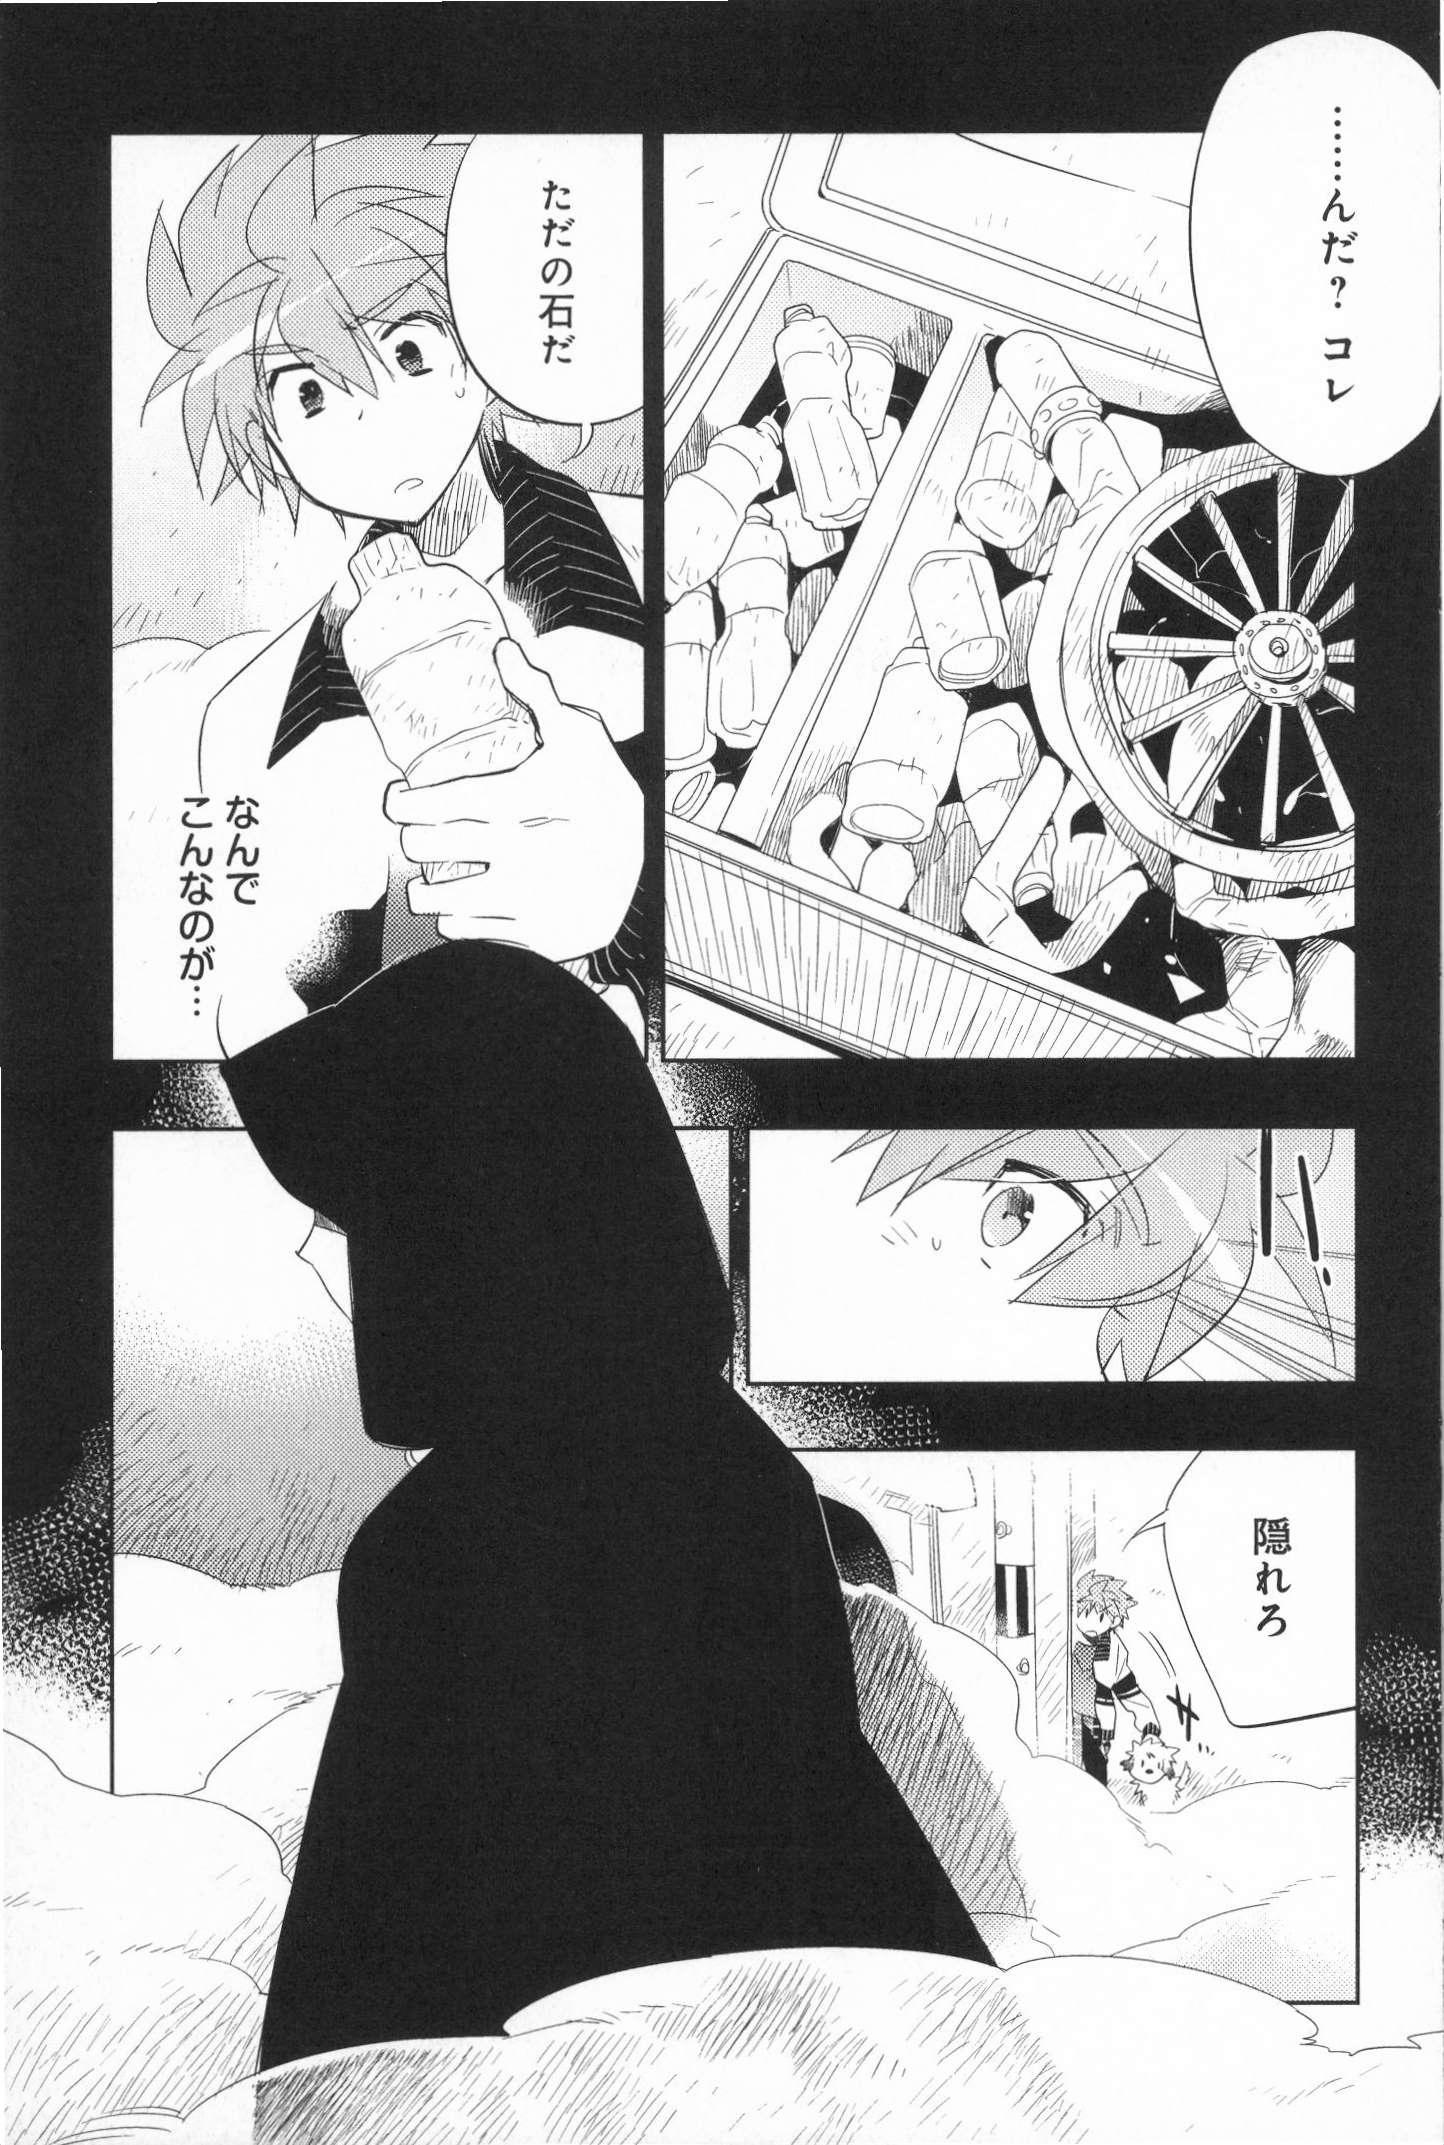 ……んだ？ コレ
ただの石だ
なんで
こんなのが…
隠れろ